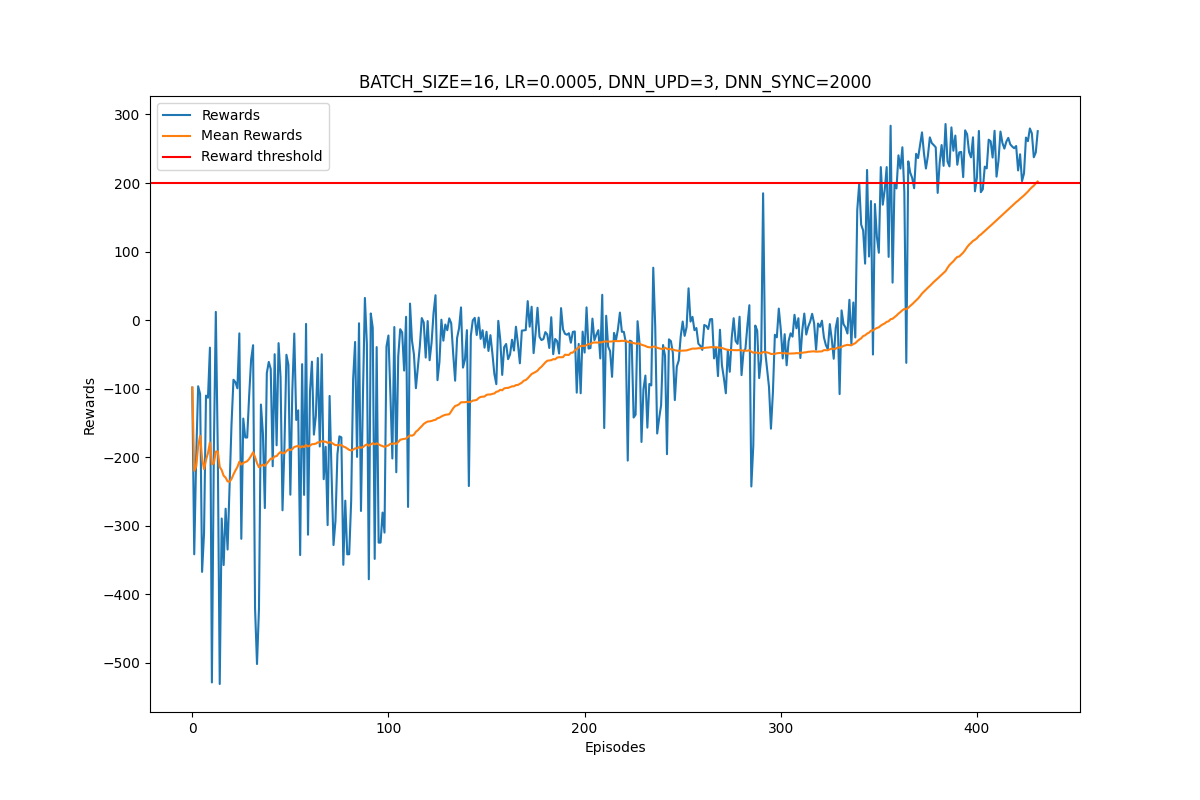 BATCH_SIZE=16, LR=0.0005, DNN_UPD=3, DNN_SYNC=2000
Rewards
Mean Rewards
Reward threshold
300
200
100
0
−100
−200
−300
−400
−500
Rewards
0
100
200
300
400
Episodes